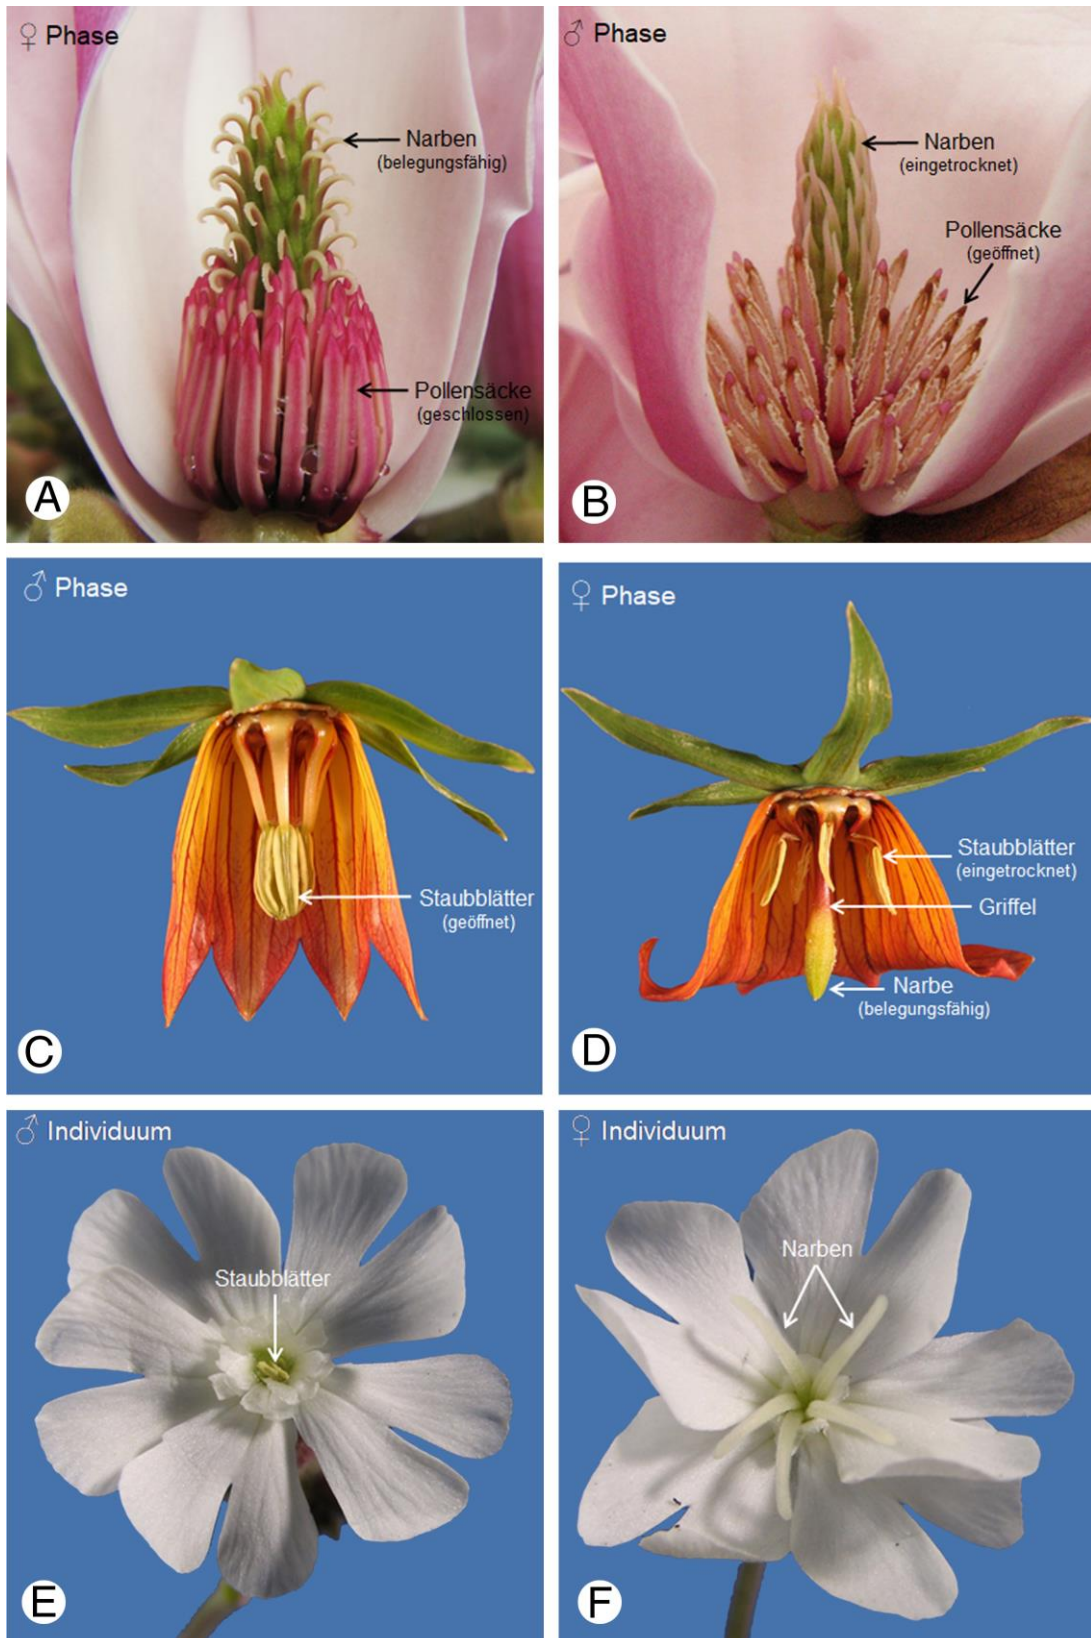 ♀ Phase
Narben
(belegungsfähig)
Pollensäcke
(geschlossen)
A
♂ Phase
Narben
(eingetrocknet)
Pollensäcke
(geöffnet)
B
♂ Phase
Staubblätter
(geöffnet)
C
♀ Phase
Staubblätter
(eingetrocknet)
Griffel
Narbe
(belegungsfähig)
D
♂ Individuum
Staubblätter
E
♀ Individuum
Narben
F